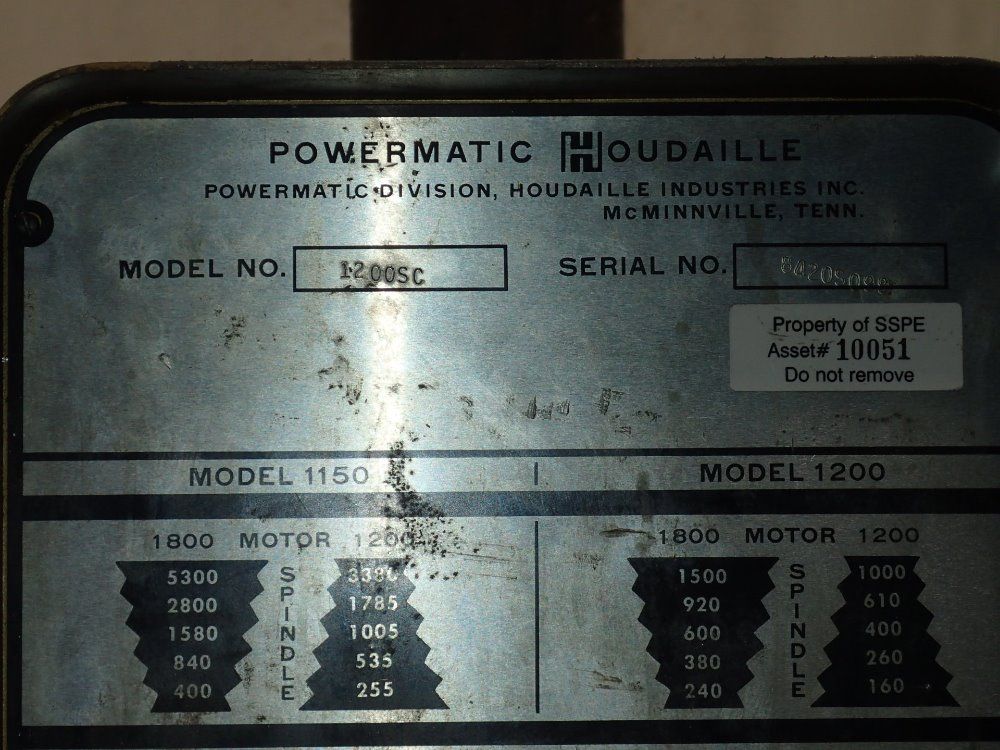 POWERMATIC HOUDAILLE
POWERMATIC DIVISION, HOUDAILLE INDUSTRIES INC.
McMINNVILLE, TENN.
MODEL NO. 1200SC SERIAL NO.
Property of SSPE
Asset# 10051
Do not remove
MODEL 1150 MODEL 1200
1800 MOTOR 1200 1800 MOTOR 1200
5300 SPINDLE 3380 1500 SPINDLE 1000
2800 1785 920 610
1580 1005 600 400
840 535 380 260
400 255 240 160